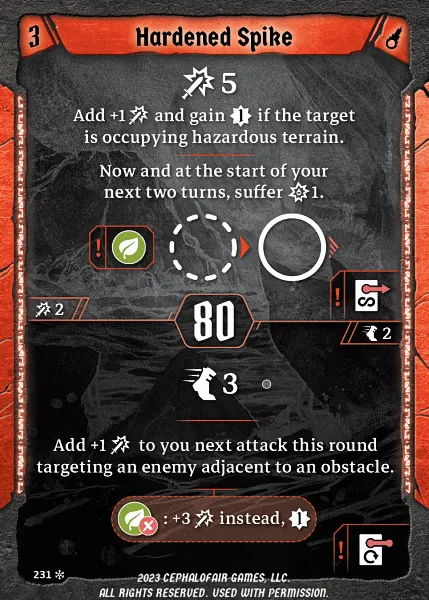 3
Hardened Spike
5
Add +1 and gain if the target
is occupying hazardous terrain.
Now and at the start of your
next two turns, suffer 1.
! !
2
80
2
3
Add +1 to you next attack this round
targeting an enemy adjacent to an obstacle.
: +3 instead,
!
231
2023 CEPHALOFAIR GAMES, LLC.
ALL RIGHTS RESERVED. USED WITH PERMISSION.